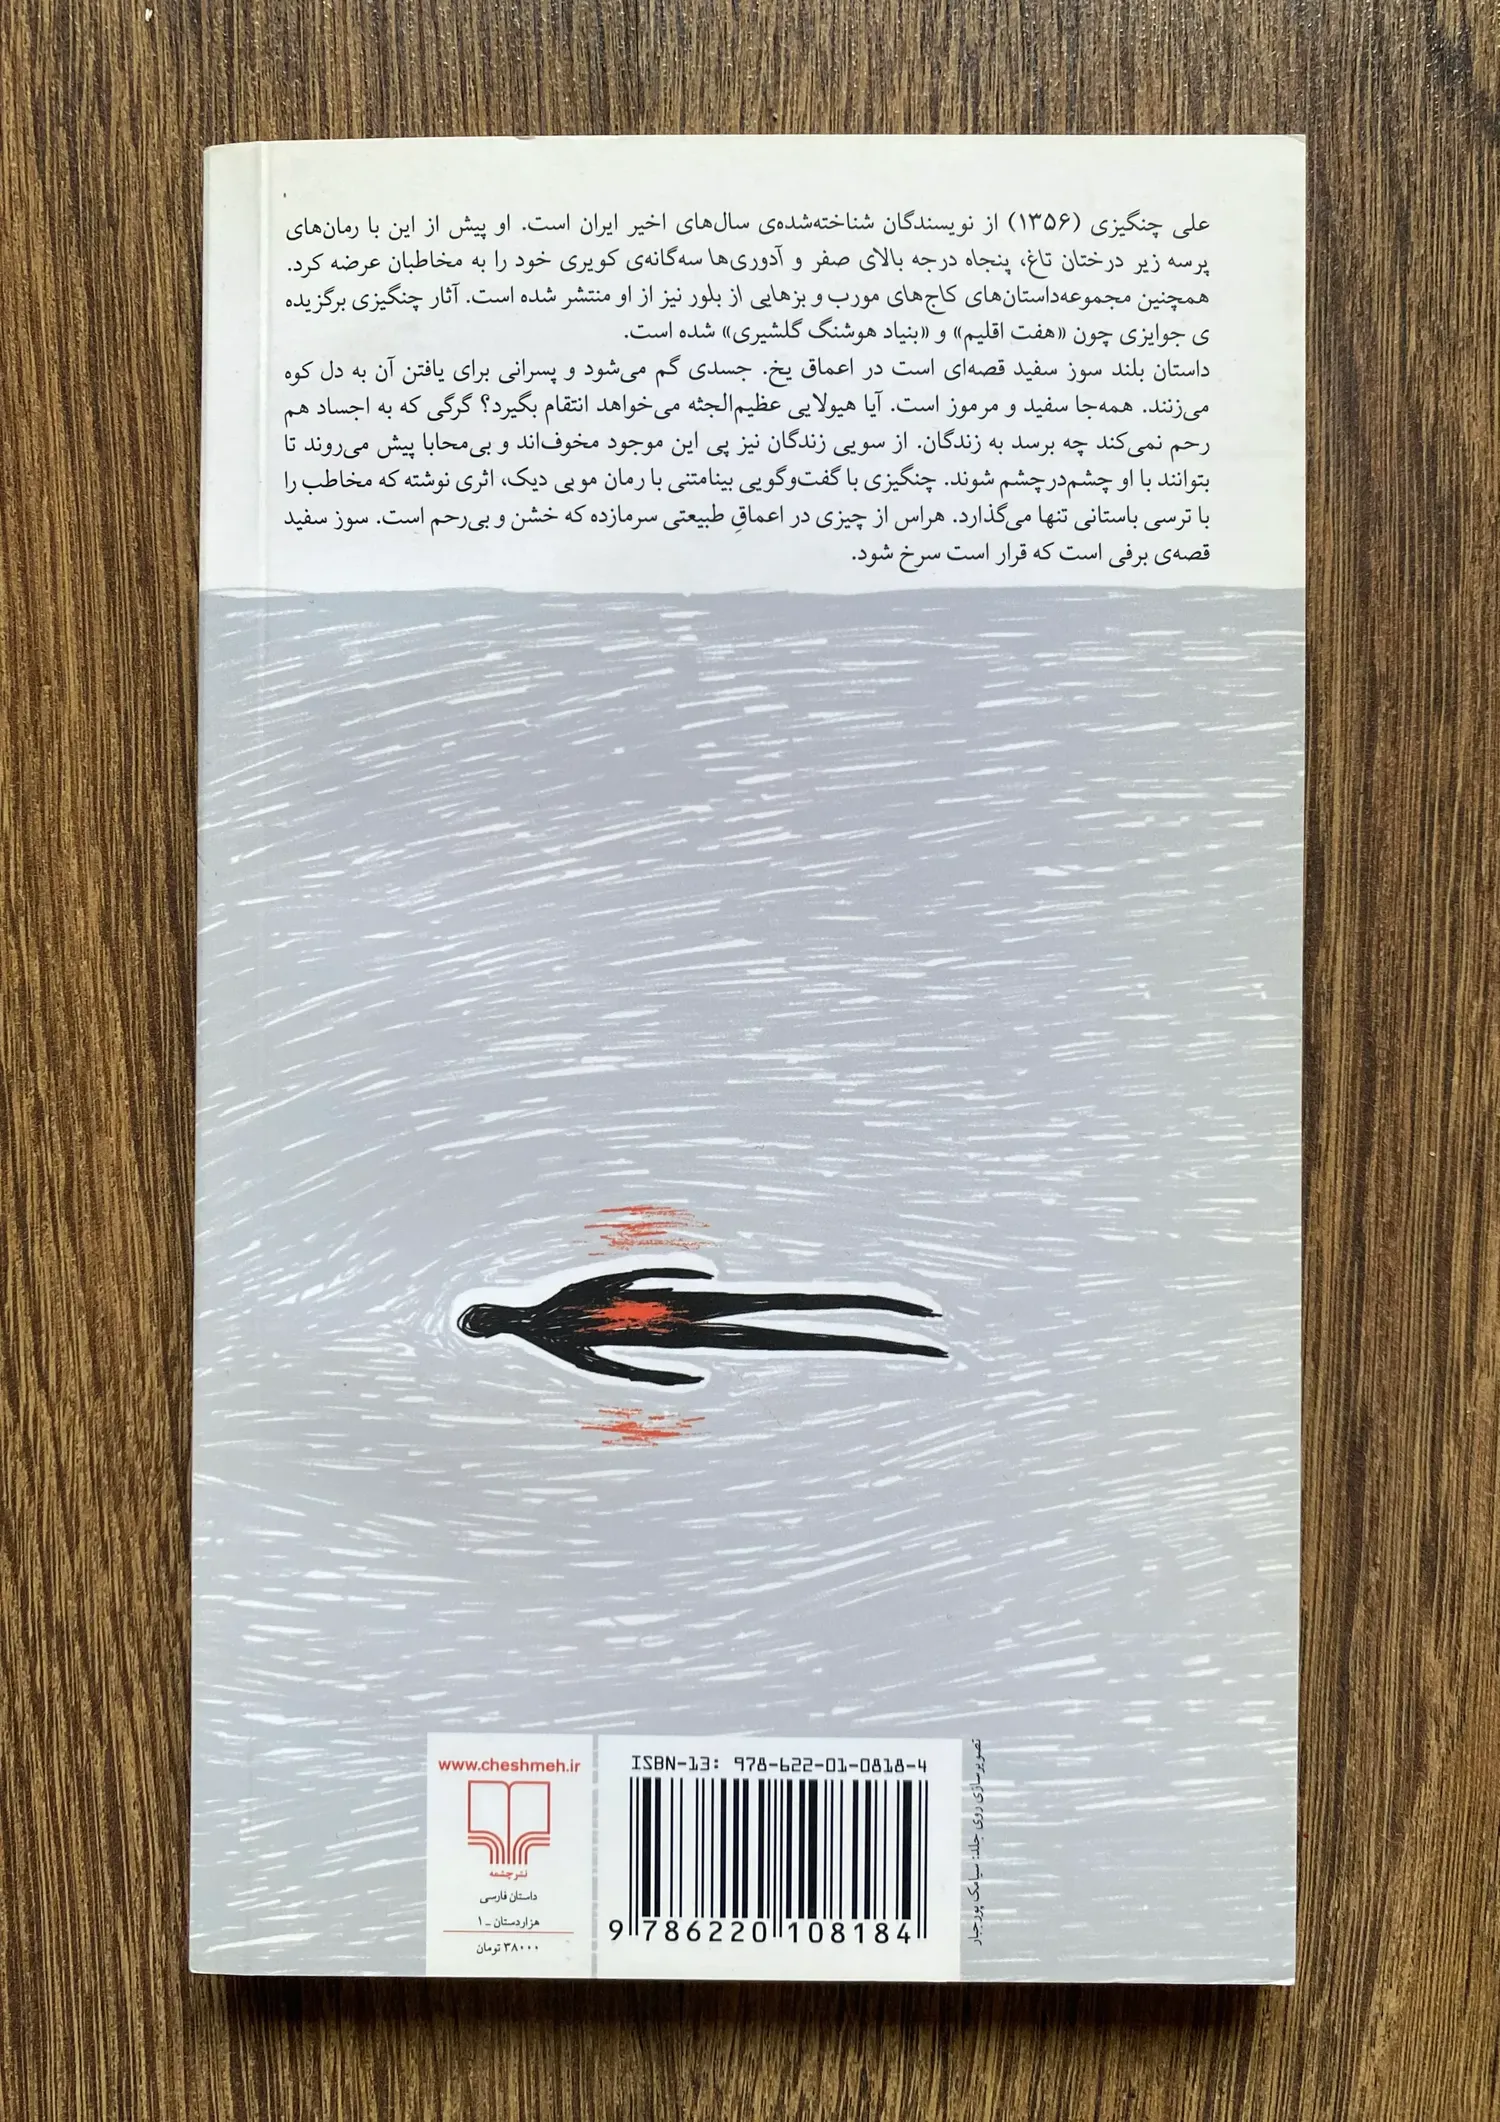 علی چنگیزی (۱۳۵۶) از نویسندگان شناخته‌شده‌ی سال‌های اخیر ایران است. او پیش از این با رمان‌های
پرسه زیر درختان تاغ، پنجاه درجه بالای صفر و آدوری‌ها سه‌گانه‌ی کویری خود را به مخاطبان عرضه کرد.
همچنین مجموعه‌داستان‌های کاج‌های مورب و بزهایی از بلور نیز از او منتشر شده است. آثار چنگیزی برگزیده
ی جوایزی چون «هفت اقلیم» و «بنیاد هوشنگ گلشیری» شده است.
داستان بلند سوز سفید قصه‌ای است در اعماق یخ. جسدی گم می‌شود و پسرانی برای یافتن آن به دل کوه
می‌زنند. همه‌جا سفید و مرموز است. آیا هیولایی عظیم‌الجثه می‌خواهد انتقام بگیرد؟ گرگی که به اجساد هم
رحم نمی‌کند چه برسد به زندگان. از سویی زندگان نیز پی این موجود مخوف‌اند و بی‌محابا پیش می‌روند تا
بتوانند با او چشم‌درچشم شوند. چنگیزی با گفت‌وگویی بینامتنی با رمان موبی دیک، اثری نوشته که مخاطب را
با ترسی باستانی تنها می‌گذارد. هراس از چیزی در اعماقِ طبیعتی سرمازده که خشن و بی‌رحم است. سوز سفید
قصه‌ی برفی است که قرار است سرخ شود.
www.cheshmeh.ir
نشرچشمه
داستان فارسی
هزاردستان ـ ۱
۳۸۰۰۰ تومان
ISBN-13: 978-622-01-0818-4
9 786220 108184
تصویرسازی روی جلد: سیامک پورجبار